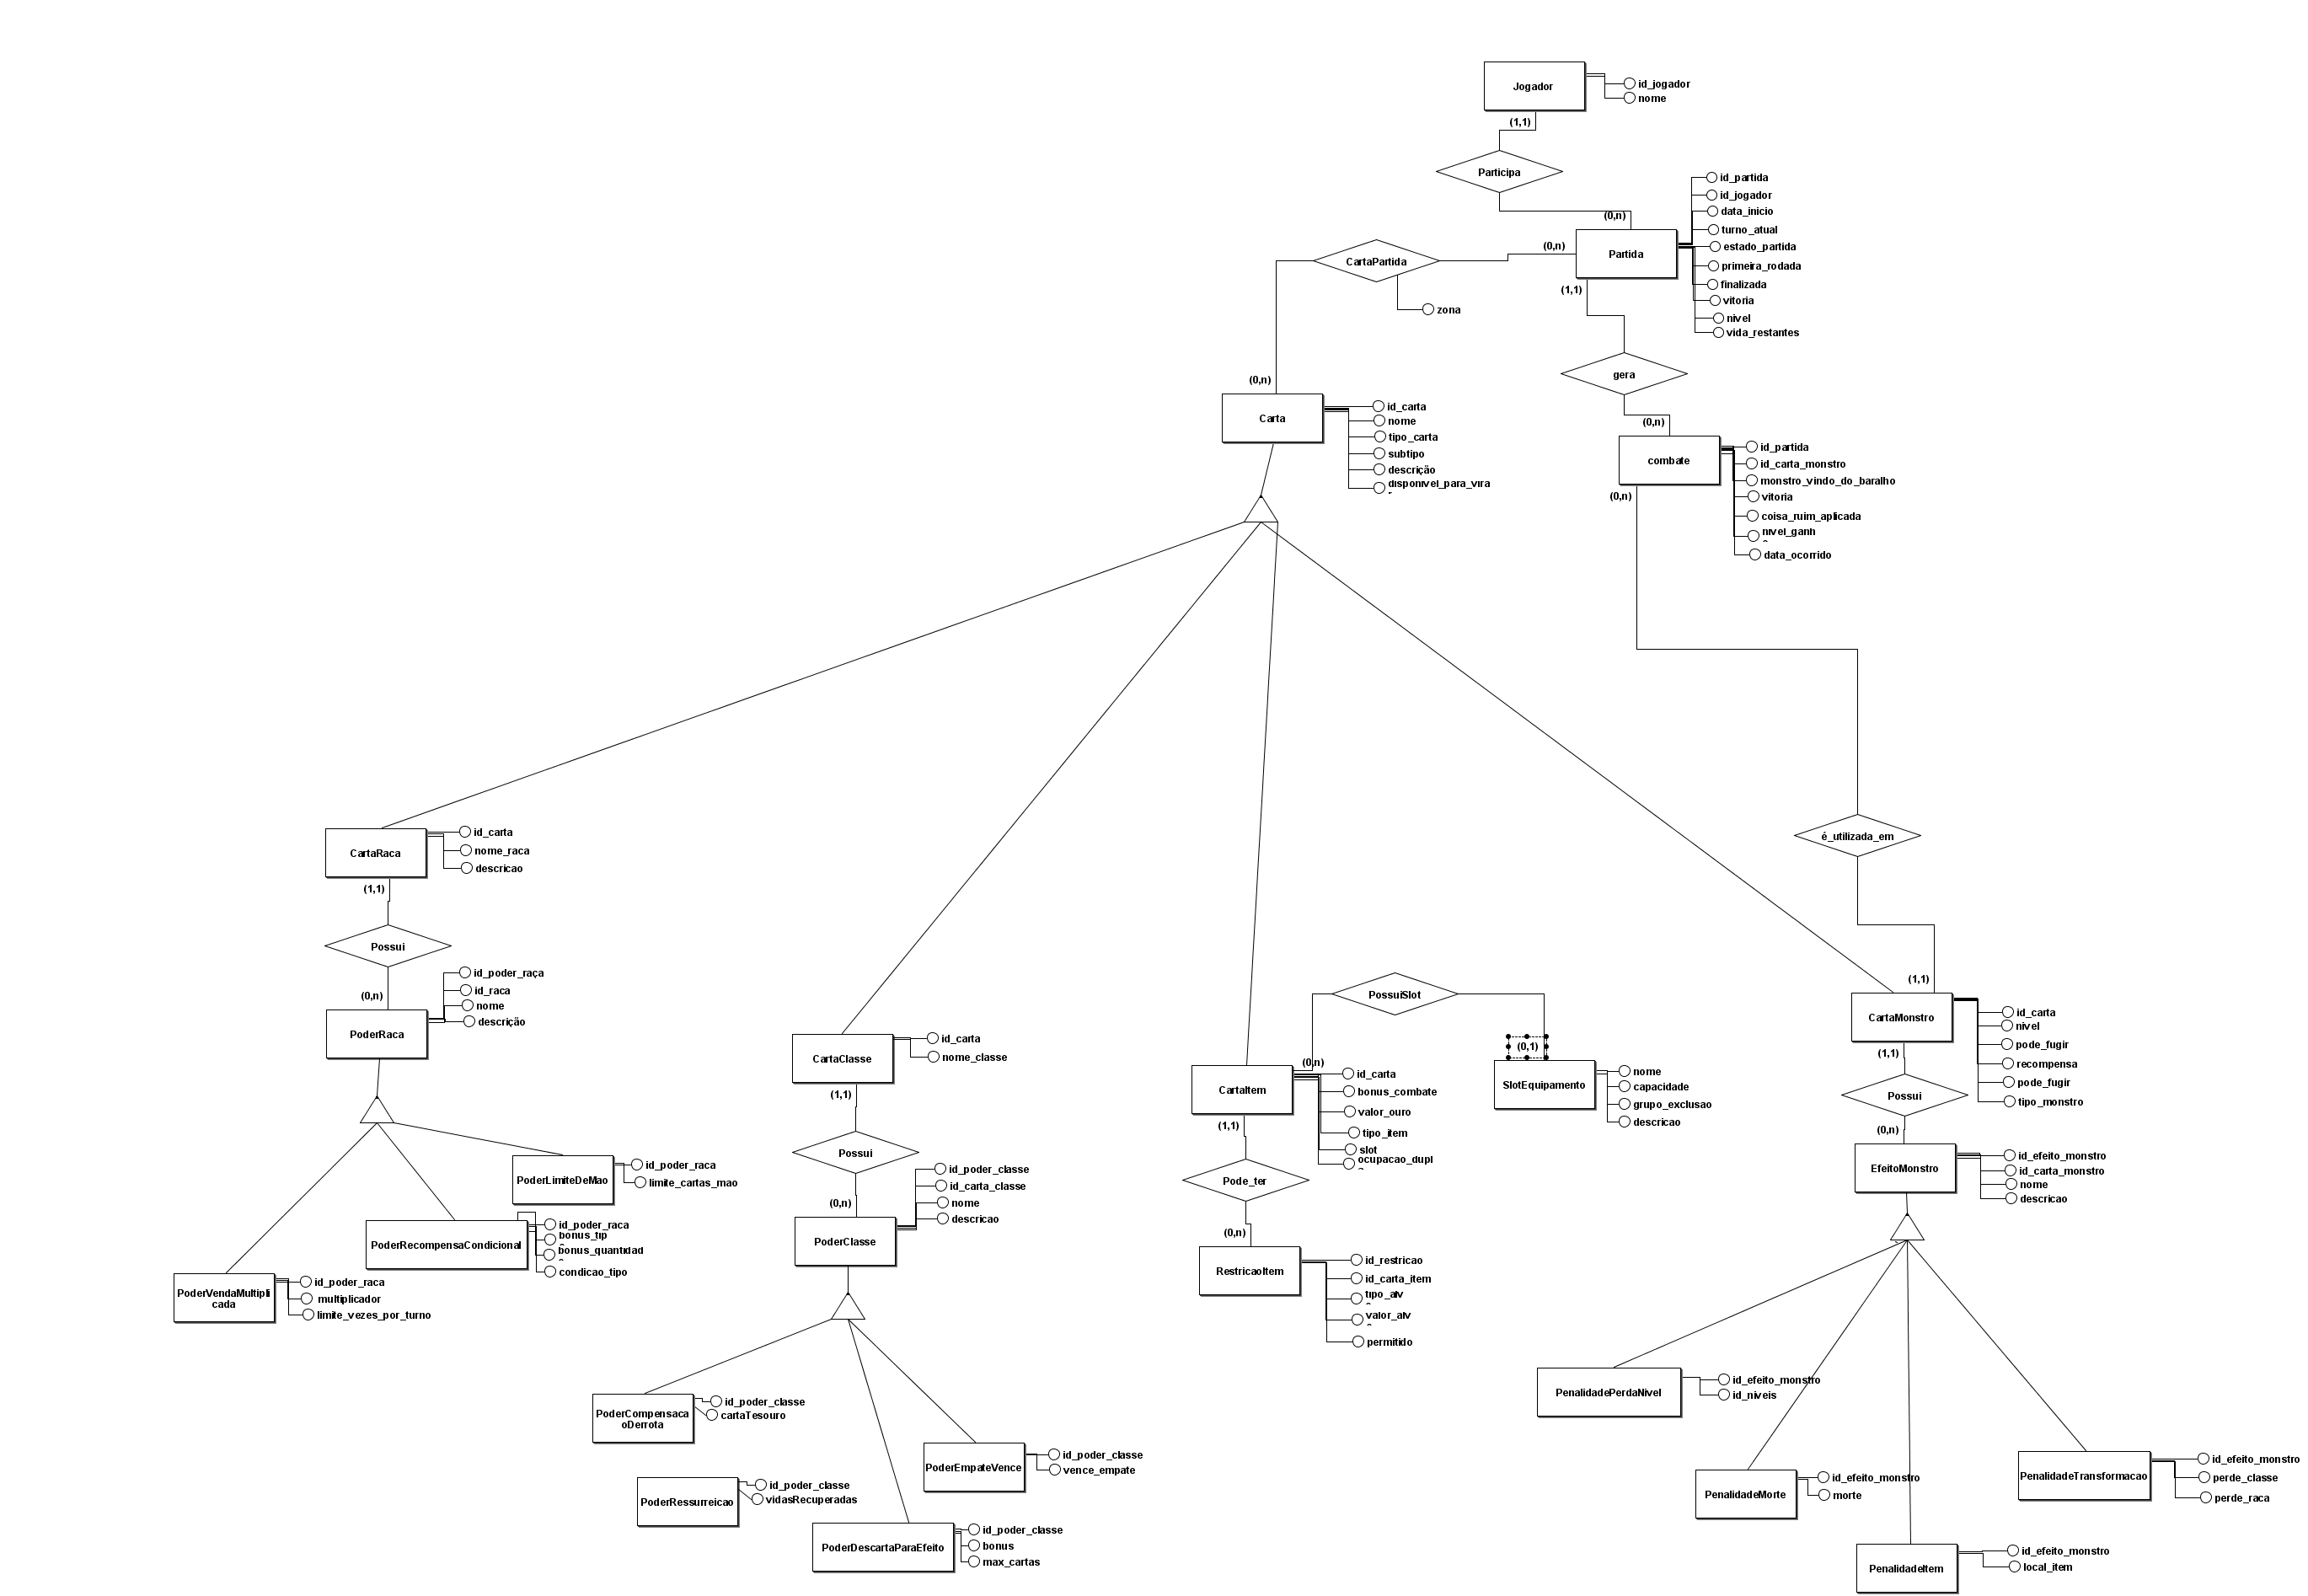 Jogador
id_jogador
nome
(1,1)
Participa
(0,n)
Partida
id_partida
id_jogador
data_inicio
turno_atual
estado_partida
primeira_rodada
finalizada
vitoria
nivel
vida_restantes
(0,n)
CartaPartida
zona
(1,1)
gera
(0,n)
(0,n)
Carta
id_carta
nome
tipo_carta
subtipo
descrição
disponivel_para_vira
combate
id_partida
id_carta_monstro
monstro_vindo_do_baralho
vitoria
coisa_ruim_aplicada
nivel_ganh
data_ocorrido
(0,n)
é_utilizada_em
(1,1)
CartaRaca
id_carta
nome_raca
descricao
(1,1)
Possui
(0,n)
PoderRaca
id_poder_raça
id_raca
nome
descrição
PoderLimiteDeMao
id_poder_raca
limite_cartas_mao
PoderRecompensaCondicional
id_poder_raca
bonus_tip
bonus_quantidad
condicao_tipo
PoderVendaMultipli
cada
id_poder_raca
multiplicador
limite_vezes_por_turno
CartaClasse
id_carta
nome_classe
(1,1)
Possui
(0,n)
PoderClasse
id_poder_classe
id_carta_classe
nome
descricao
PoderCompensaca
oDerrota
id_poder_classe
cartaTesouro
PoderEmpateVence
id_poder_classe
vence_empate
PoderRessurreicao
id_poder_classe
vidasRecuperadas
PoderDescartaParaEfeito
id_poder_classe
bonus
max_cartas
PossuiSlot
(0,n)
(0,1)
CartaItem
id_carta
bonus_combate
valor_ouro
tipo_item
slot
ocupacao_dupl
SlotEquipamento
nome
capacidade
grupo_exclusao
descricao
(1,1)
Pode_ter
(0,n)
RestricaoItem
id_restricao
id_carta_item
tipo_alv
valor_alv
permitido
CartaMonstro
id_carta
nivel
pode_fugir
recompensa
pode_fugir
tipo_monstro
(1,1)
Possui
(0,n)
EfeitoMonstro
id_efeito_monstro
id_carta_monstro
nome
descricao
PenalidadePerdaNivel
id_efeito_monstro
id_niveis
PenalidadeMorte
id_efeito_monstro
morte
PenalidadeTransformacao
id_efeito_monstro
perde_classe
perde_raca
PenalidadeItem
id_efeito_monstro
local_item